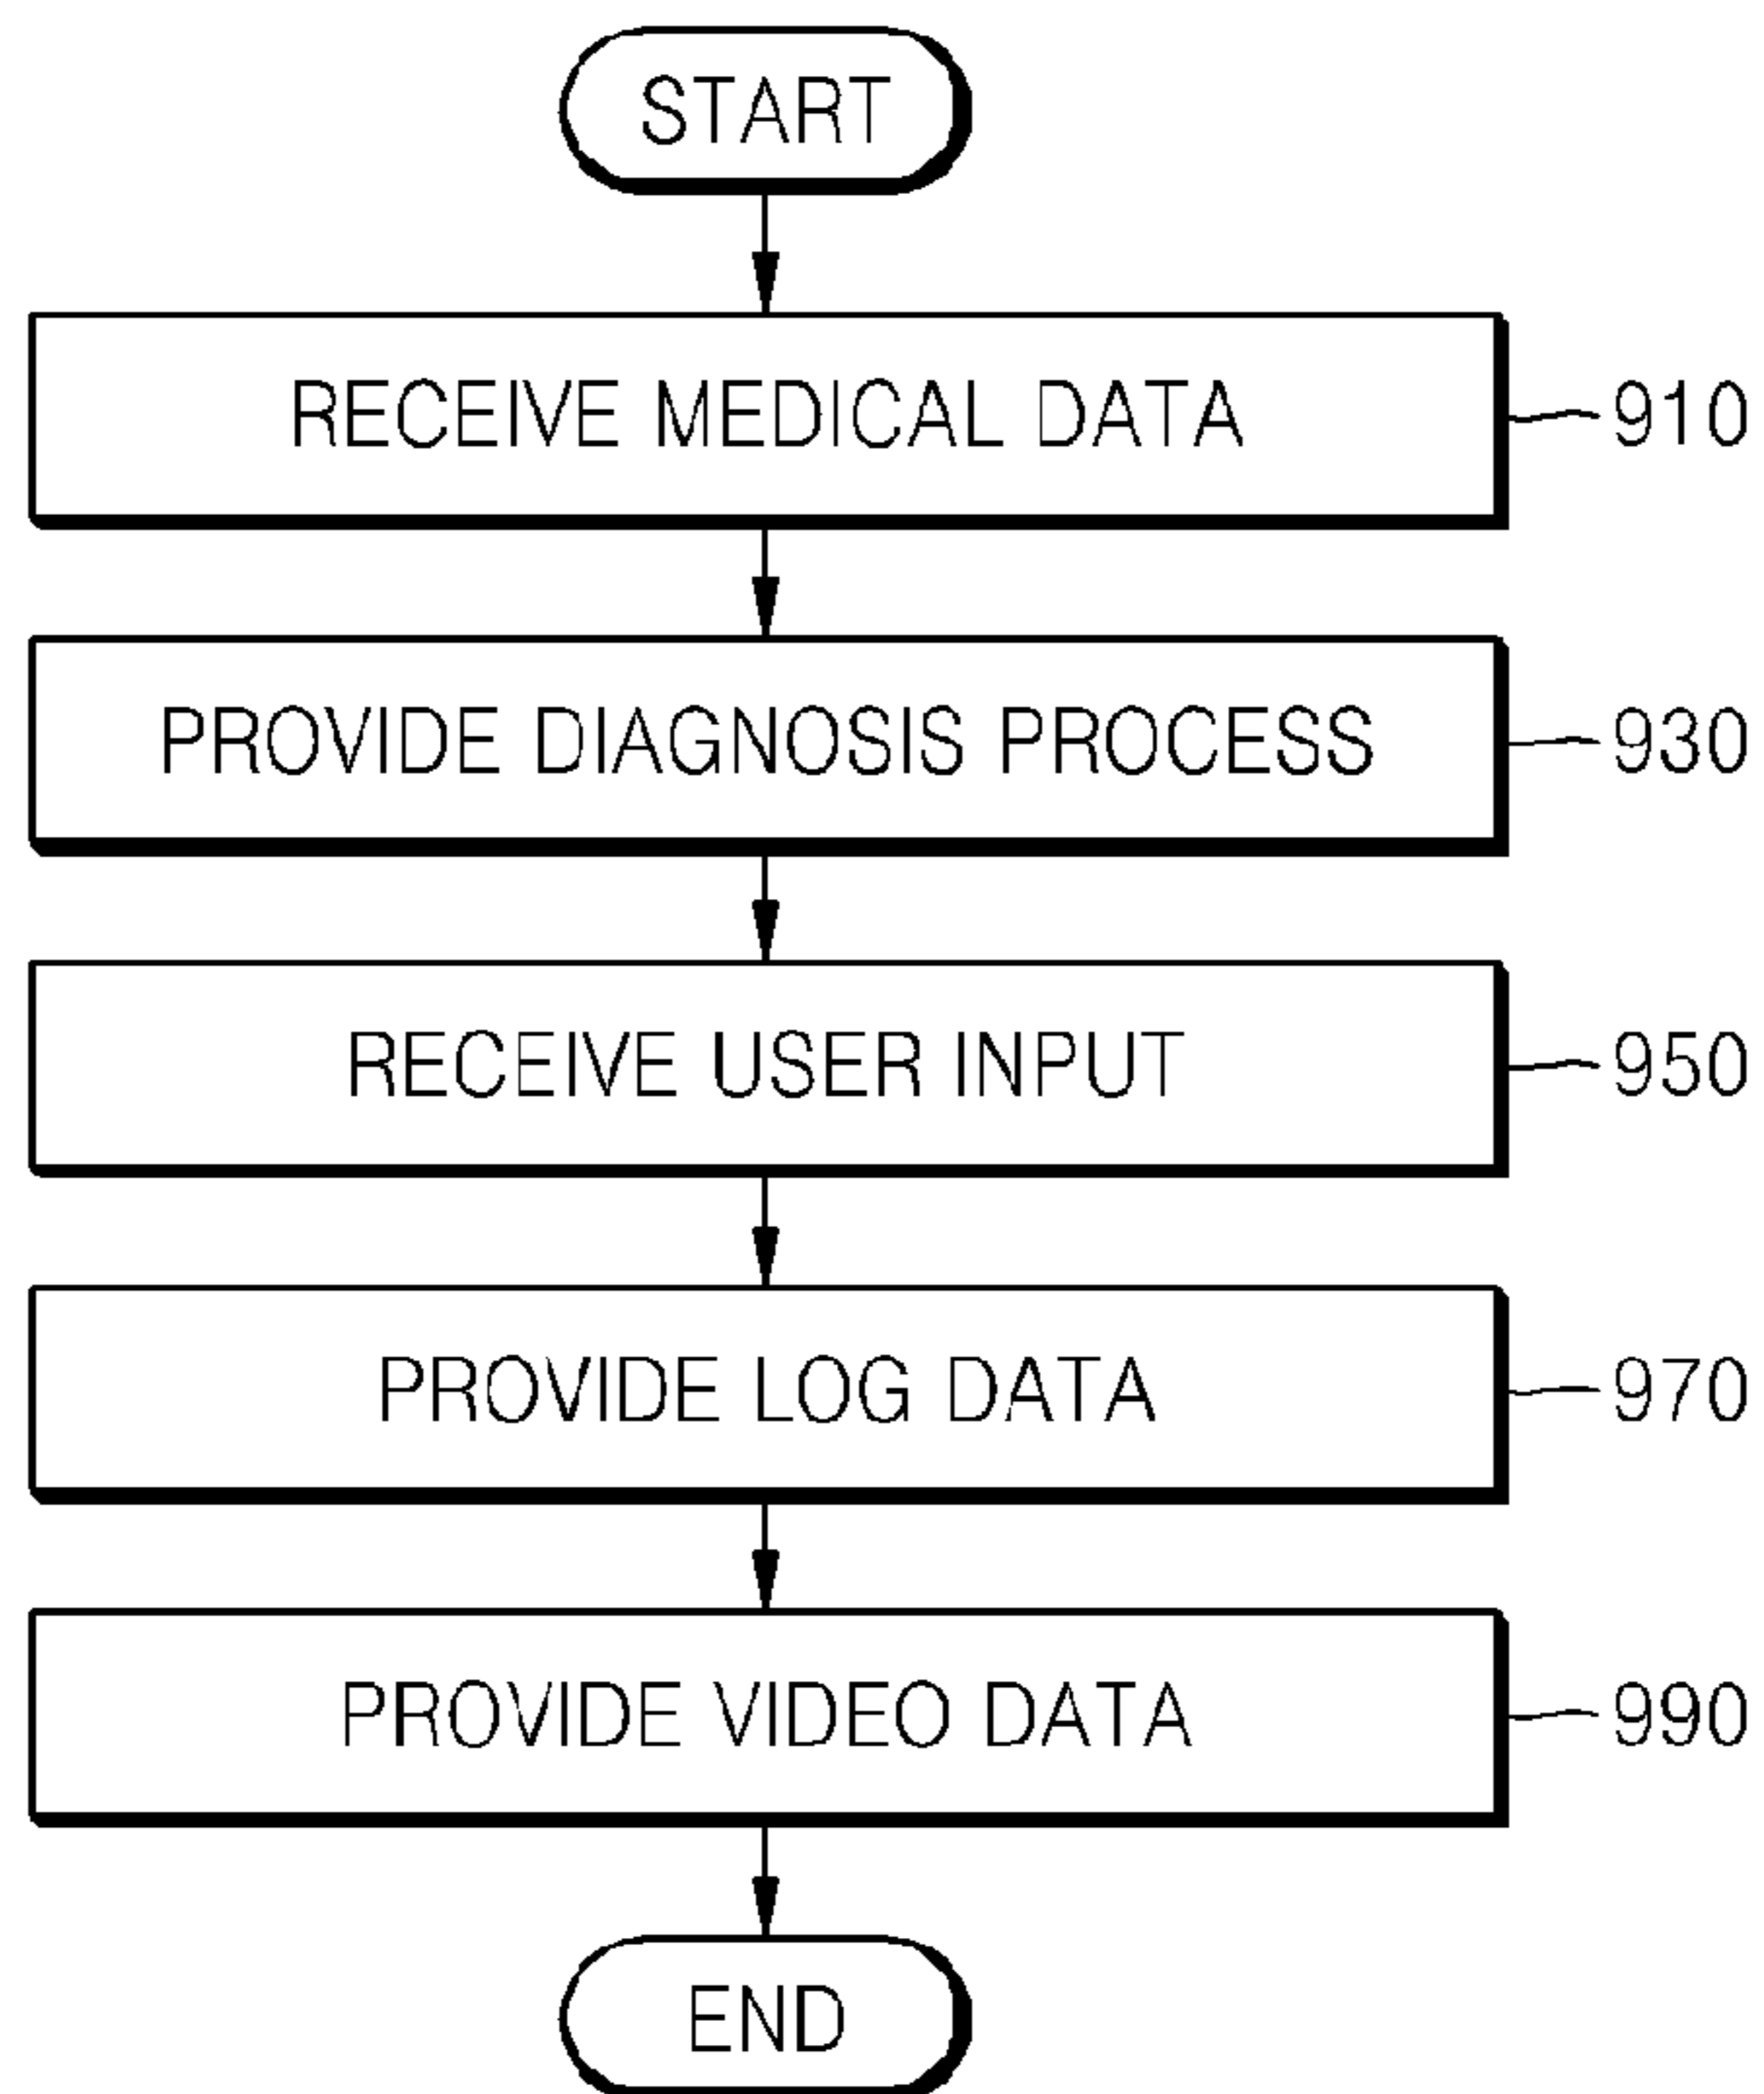 START
RECEIVE MEDICAL DATA 910
PROVIDE DIAGNOSIS PROCESS 930
RECEIVE USER INPUT 950
PROVIDE LOG DATA 970
PROVIDE VIDEO DATA 990
END